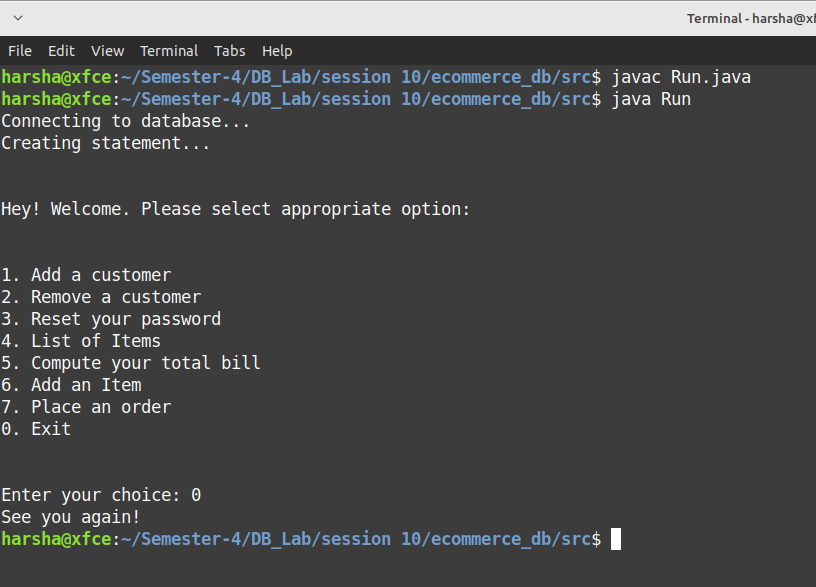 Terminal - harsha@xf
File Edit View Terminal Tabs Help
harsha@xfce:~/Semester-4/DB_Lab/session 10/ecommerce_db/src$ javac Run.java
harsha@xfce:~/Semester-4/DB_Lab/session 10/ecommerce_db/src$ java Run
Connecting to database...
Creating statement...
Hey! Welcome. Please select appropriate option:
1. Add a customer
2. Remove a customer
3. Reset your password
4. List of Items
5. Compute your total bill
6. Add an Item
7. Place an order
0. Exit
Enter your choice: 0
See you again!
harsha@xfce:~/Semester-4/DB_Lab/session 10/ecommerce_db/src$